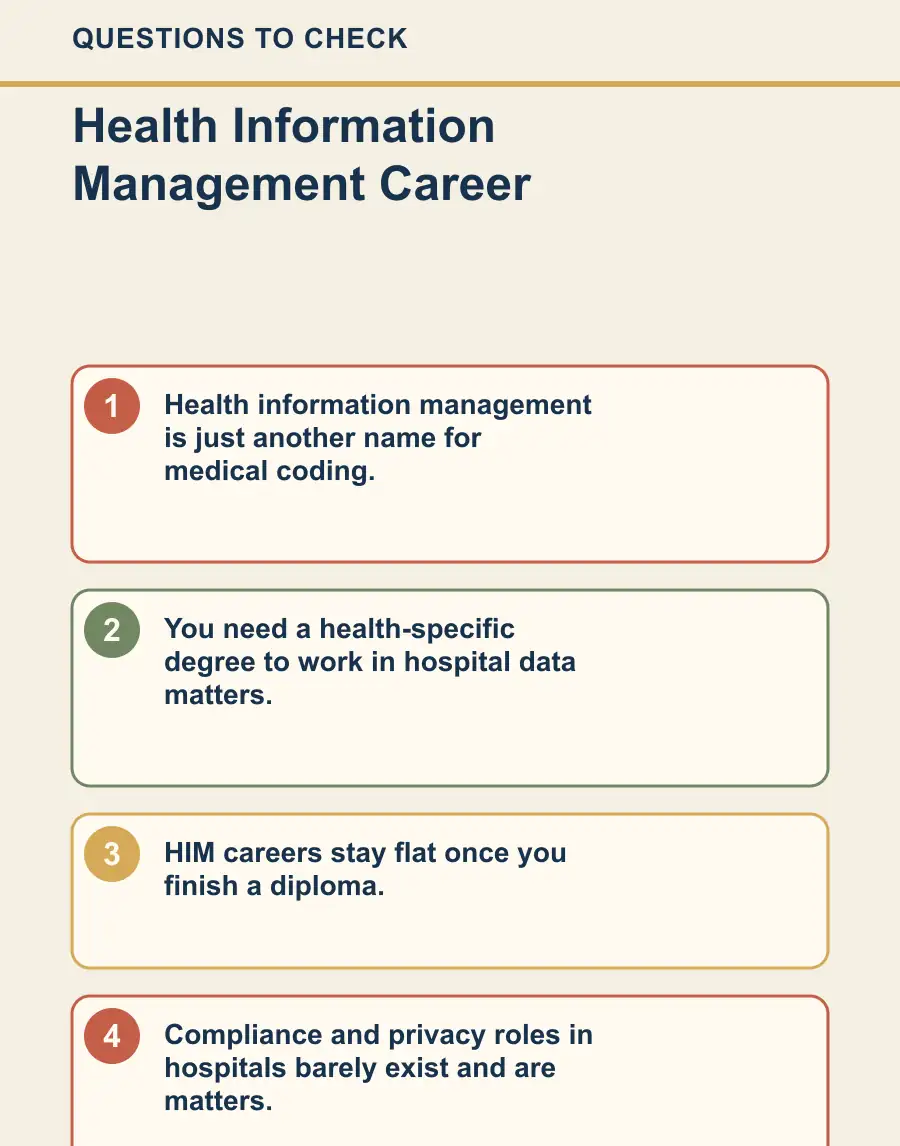 QUESTIONS TO CHECK
Health Information
Management Career
1
Health information management
is just another name for
medical coding.
2
You need a health-specific
degree to work in hospital data
matters.
3
HIM careers stay flat once you
finish a diploma.
4
Compliance and privacy roles in
hospitals barely exist and are
matters.